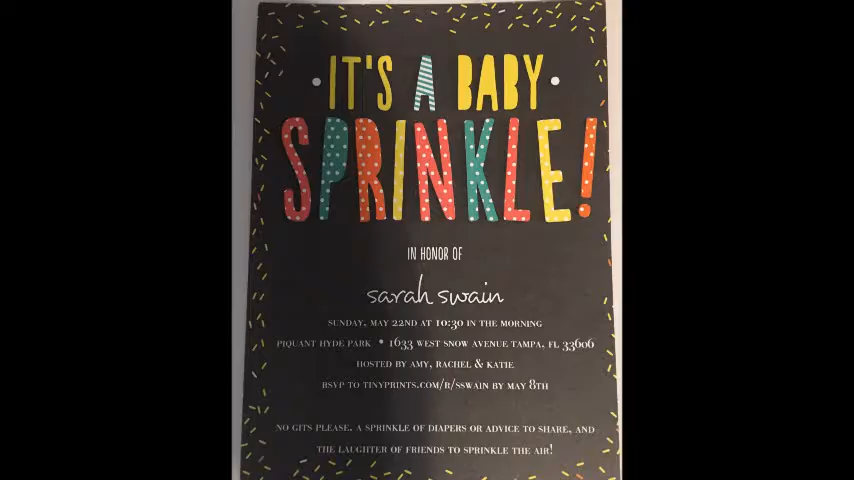 IT'S A BABY
SPRINKLE!
IN HONOR OF
sarah swain
SUNDAY, MAY 22ND AT 10:30 IN THE MORNING
PIQUANT HYDE PARK • 1633 WEST SNOW AVENUE TAMPA, FL 33606
HOSTED BY AMY, RACHEL & KATIE
RSVP TO TINYPRINTS.COM/R/SSWAIN BY MAY 8TH
NO GITS PLEASE. A SPRINKLE OF DIAPERS OR ADVICE TO SHARE, AND
THE LAUGHTER OF FRIENDS TO SPRINKLE THE AIR!